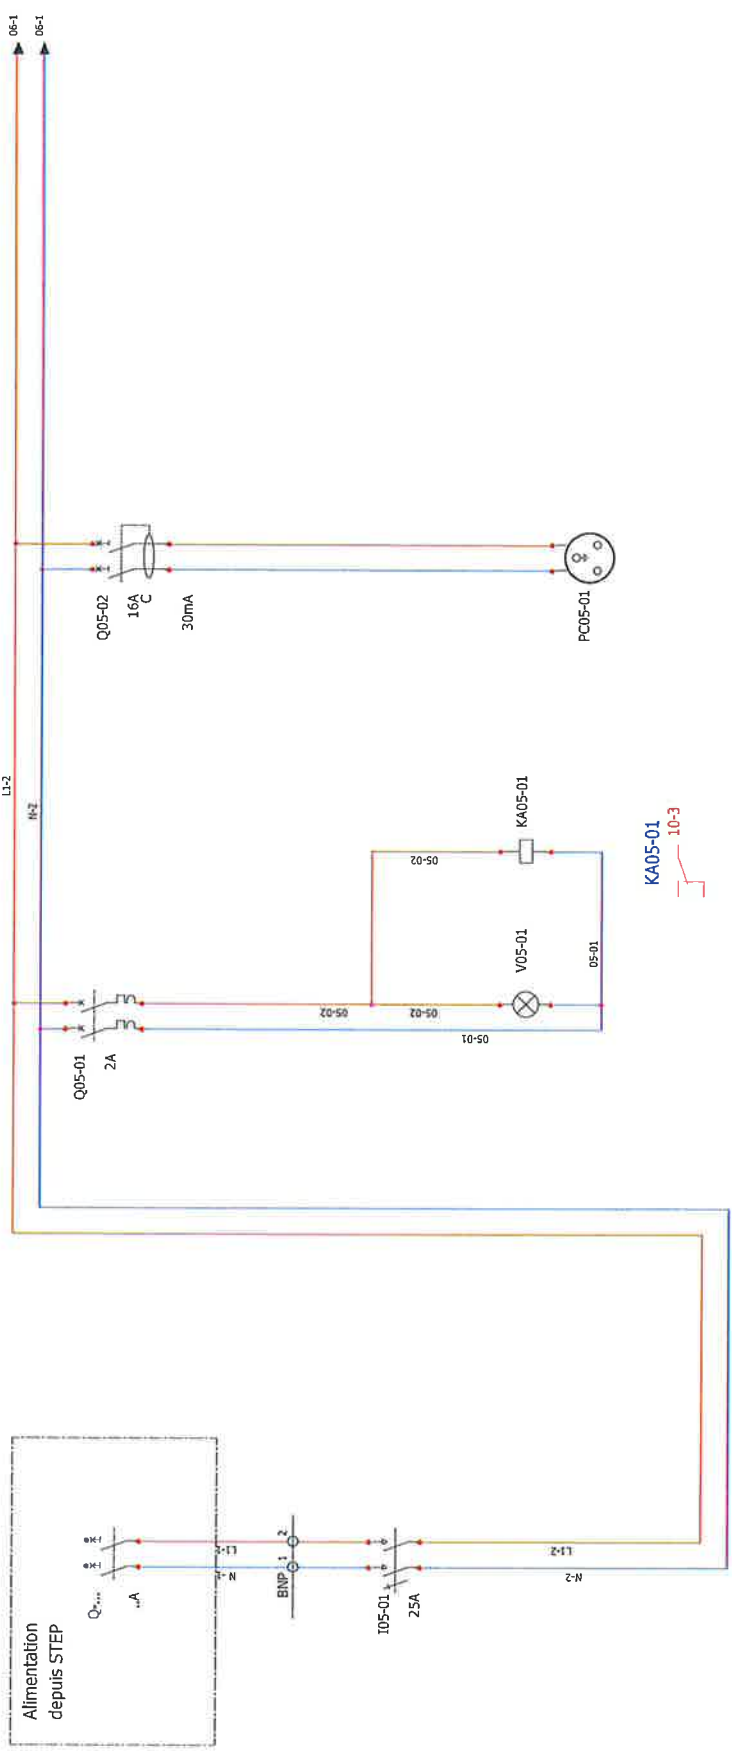 Alimentation
depuis STEP
Q*...
..A
N-1
L1-1
BNP
1
2
I05-01
25A
N-2
L1-2
L1-2
N-2
Q05-01
2A
05-02
05-02
05-01
V05-01
05-01
05-02
KA05-01
KA05-01
10-3
Q05-02
16A
C
30mA
PC05-01
06-1
06-1